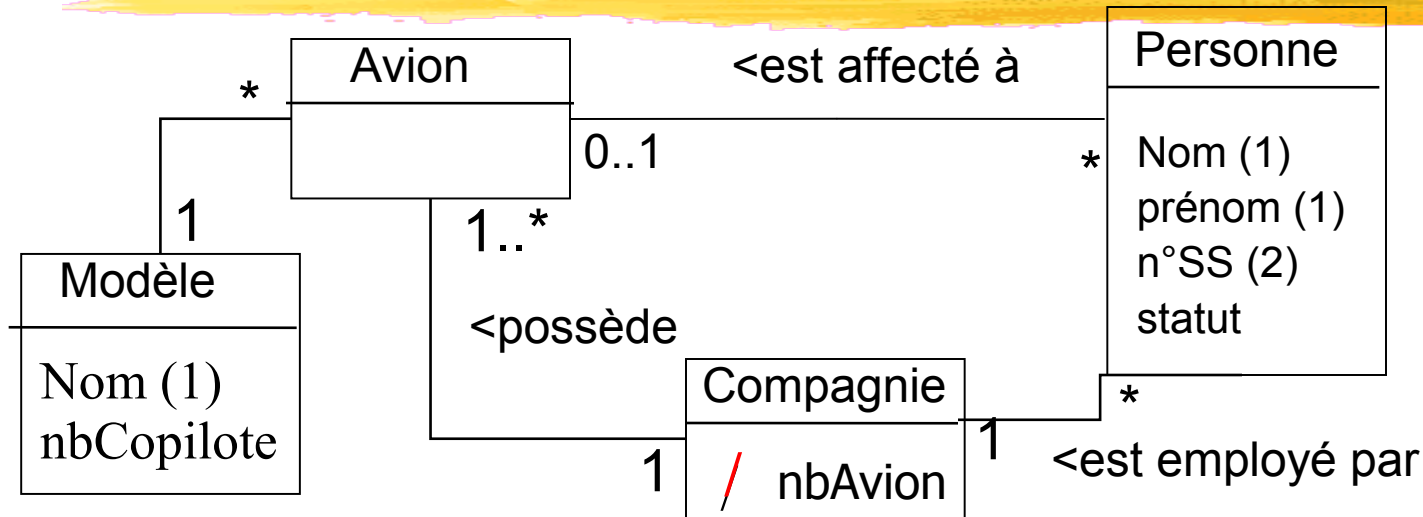 Avion
<est affecté à
Personne
*
0..1
*
Nom (1)
prénom (1)
n°SS (2)
statut
1
1..*
Modèle
Nom (1)
nbCopilote
<possède
Compagnie
/ nbAvion
1
1
*
<est employé par